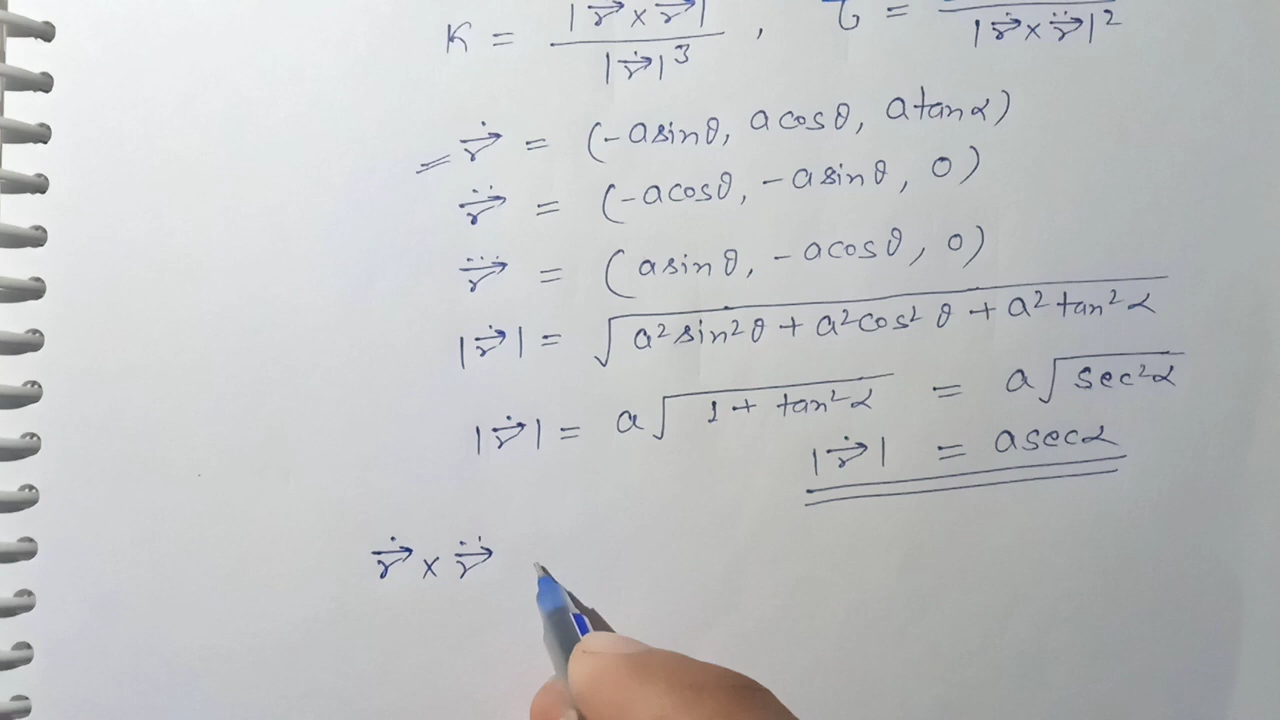 K = |r⃗̇ × r⃗̈| / |r⃗̇|³ , τ = / |r⃗̇ × r⃗̈|²
r⃗̇ = (-a sinθ, a cosθ, a tanα)
r⃗̈ = (-a cosθ, -a sinθ, 0)
r⃗⃛ = (a sinθ, -a cosθ, 0)
|r⃗̇| = √(a² sin²θ + a² cos²θ + a² tan²α)
|r⃗̇| = a√(1 + tan²α) = a√(sec²α)
|r⃗̇| = a secα
r⃗̇ × r⃗̈